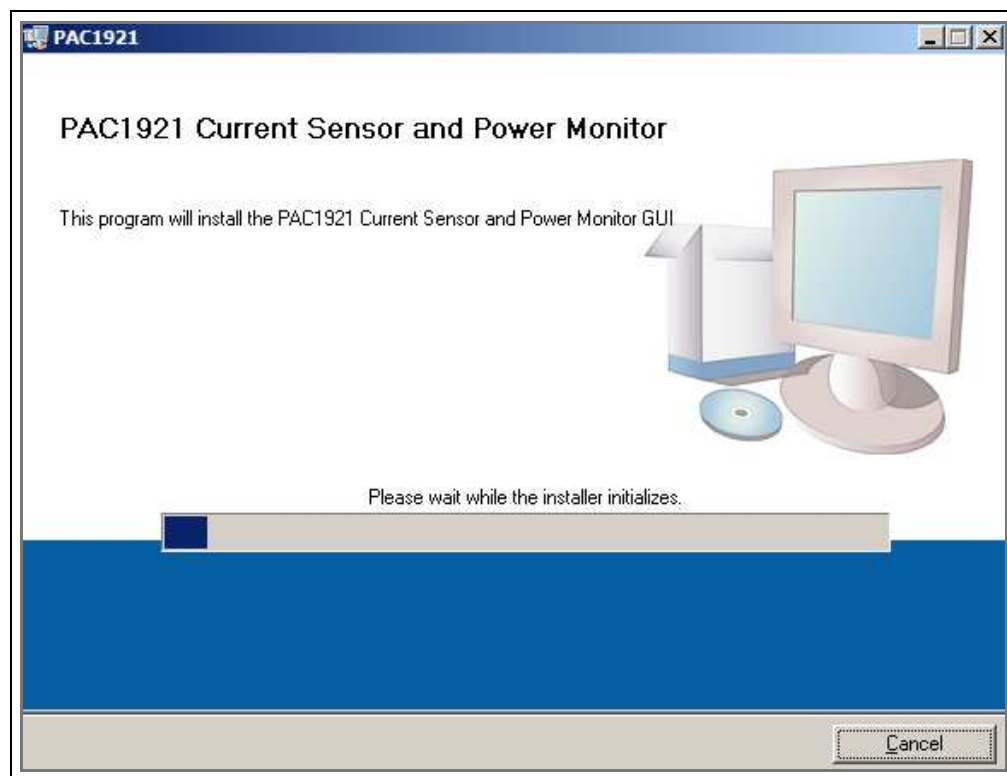 PAC1921
PAC1921 Current Sensor and Power Monitor
This program will install the PAC1921 Current Sensor and Power Monitor GUI
Please wait while the installer initializes.
Cancel